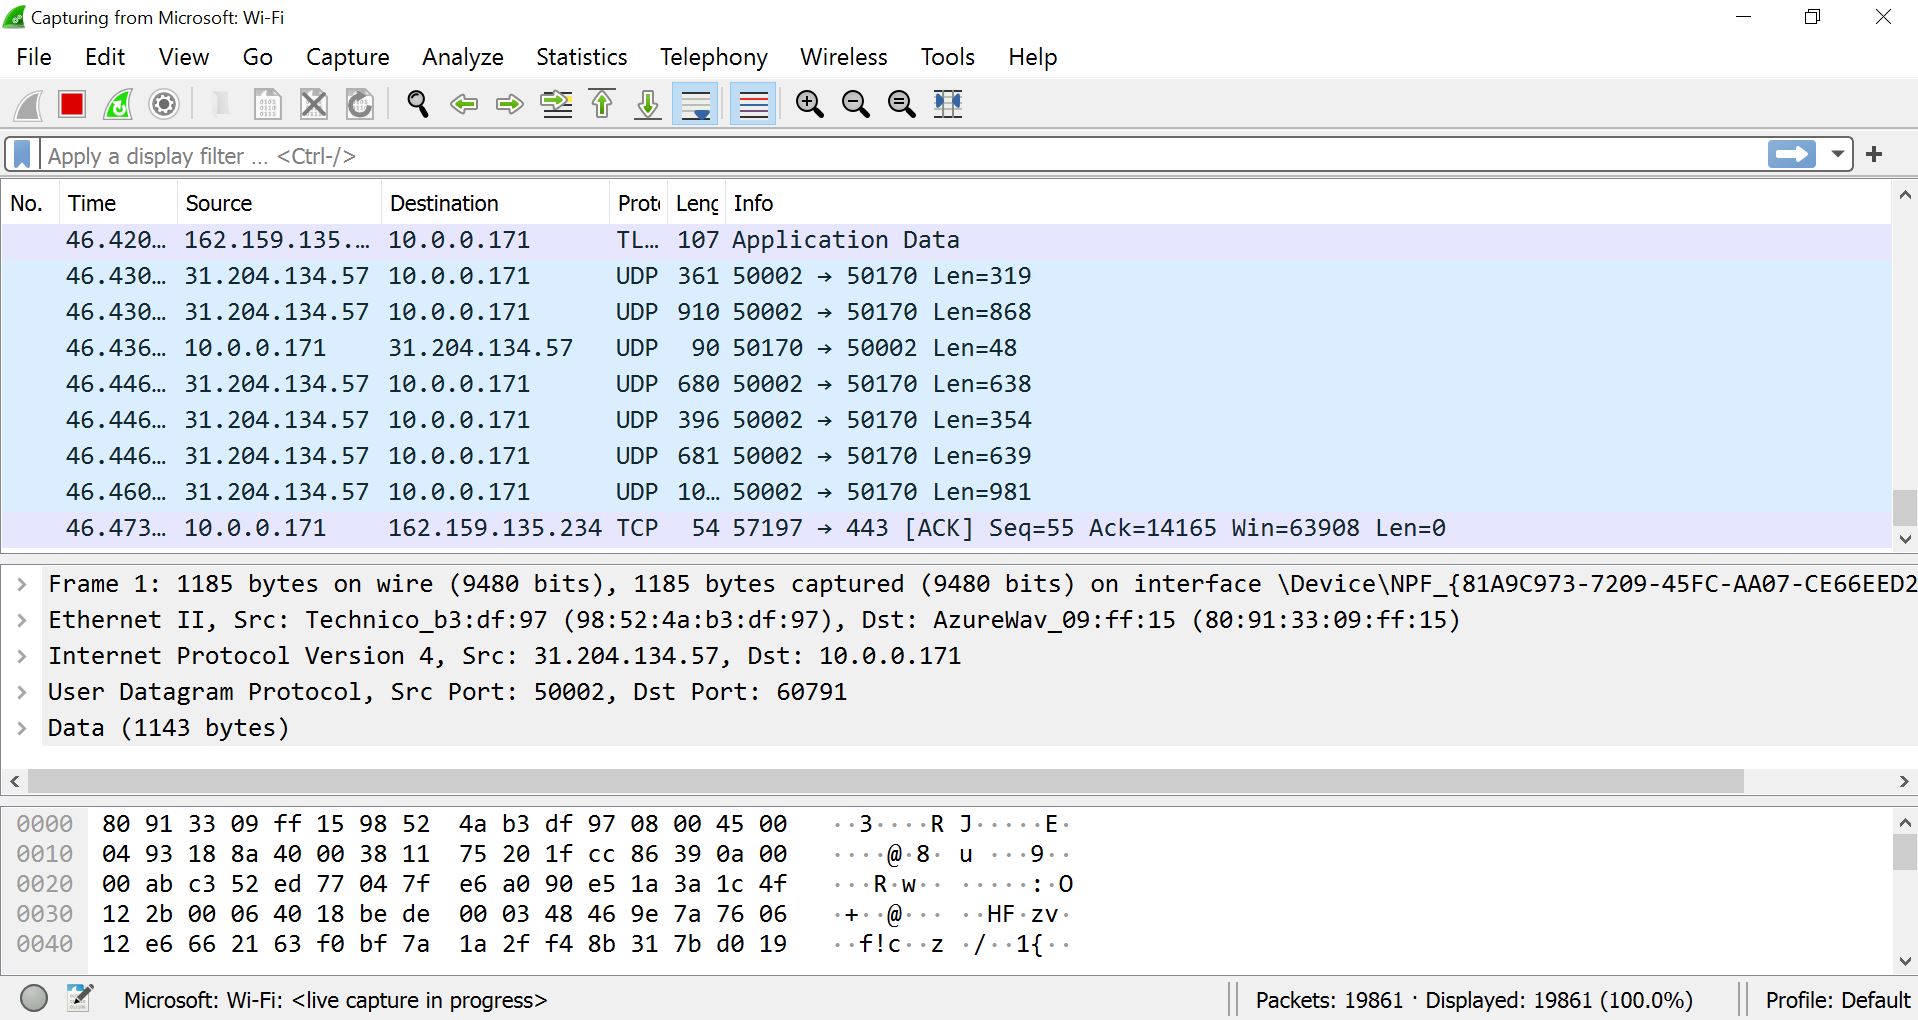 Capturing from Microsoft: Wi-Fi
File Edit View Go Capture Analyze Statistics Telephony Wireless Tools Help
Apply a display filter ... <Ctrl-/>
No. Time Source Destination Prot Leng Info
46.420… 162.159.135.… 10.0.0.171 TL… 107 Application Data
46.430… 31.204.134.57 10.0.0.171 UDP 361 50002 → 50170 Len=319
46.430… 31.204.134.57 10.0.0.171 UDP 910 50002 → 50170 Len=868
46.436… 10.0.0.171 31.204.134.57 UDP 90 50170 → 50002 Len=48
46.446… 31.204.134.57 10.0.0.171 UDP 680 50002 → 50170 Len=638
46.446… 31.204.134.57 10.0.0.171 UDP 396 50002 → 50170 Len=354
46.446… 31.204.134.57 10.0.0.171 UDP 681 50002 → 50170 Len=639
46.460… 31.204.134.57 10.0.0.171 UDP 10… 50002 → 50170 Len=981
46.473… 10.0.0.171 162.159.135.234 TCP 54 57197 → 443 [ACK] Seq=55 Ack=14165 Win=63908 Len=0
Frame 1: 1185 bytes on wire (9480 bits), 1185 bytes captured (9480 bits) on interface \Device\NPF_{81A9C973-7209-45FC-AA07-CE66EED2
Ethernet II, Src: Technico_b3:df:97 (98:52:4a:b3:df:97), Dst: AzureWav_09:ff:15 (80:91:33:09:ff:15)
Internet Protocol Version 4, Src: 31.204.134.57, Dst: 10.0.0.171
User Datagram Protocol, Src Port: 50002, Dst Port: 60791
Data (1143 bytes)
0000 80 91 33 09 ff 15 98 52 4a b3 df 97 08 00 45 00 ··3····R J·····E·
0010 04 93 18 8a 40 00 38 11 75 20 1f cc 86 39 0a 00 ····@·8· u ···9··
0020 00 ab c3 52 ed 77 04 7f e6 a0 90 e5 1a 3a 1c 4f ···R·w·· ·····:·O
0030 12 2b 00 06 40 18 be de 00 03 48 46 9e 7a 76 06 ·+··@··· ··HF·zv·
0040 12 e6 66 21 63 f0 bf 7a 1a 2f f4 8b 31 7b d0 19 ··f!c··z ·/··1{··
Microsoft: Wi-Fi: <live capture in progress> Packets: 19861 · Displayed: 19861 (100.0%) Profile: Default